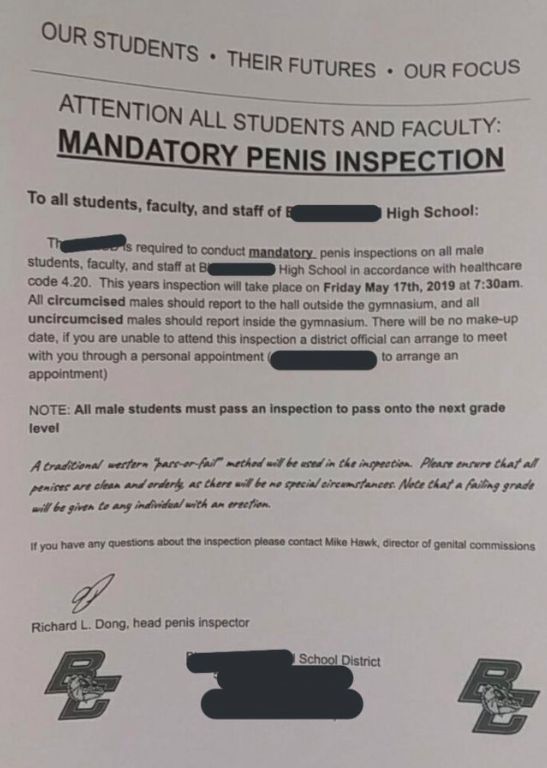 OUR STUDENTS • THEIR FUTURES • OUR FOCUS
ATTENTION ALL STUDENTS AND FACULTY:
MANDATORY PENIS INSPECTION
To all students, faculty, and staff of B High School:
Th is required to conduct mandatory penis inspections on all male
students, faculty, and staff at Bl High School in accordance with healthcare
code 4.20. This years inspection will take place on Friday May 17th, 2019 at 7:30am.
All circumcised males should report to the hall outside the gymnasium, and all
uncircumcised males should report inside the gymnasium. There will be no make-up
date, if you are unable to attend this inspection a district official can arrange to meet
with you through a personal appointment ( to arrange an
appointment)
NOTE: All male students must pass an inspection to pass onto the next grade
level
A traditional western "pass-or-fail" method will be used in the inspection. Please ensure that all
penises are clean and orderly, as there will be no special circumstances. Note that a failing grade
will be given to any individual with an erection.
If you have any questions about the inspection please contact Mike Hawk, director of genital commissions
Richard L. Dong, head penis inspector
School District
BC BC